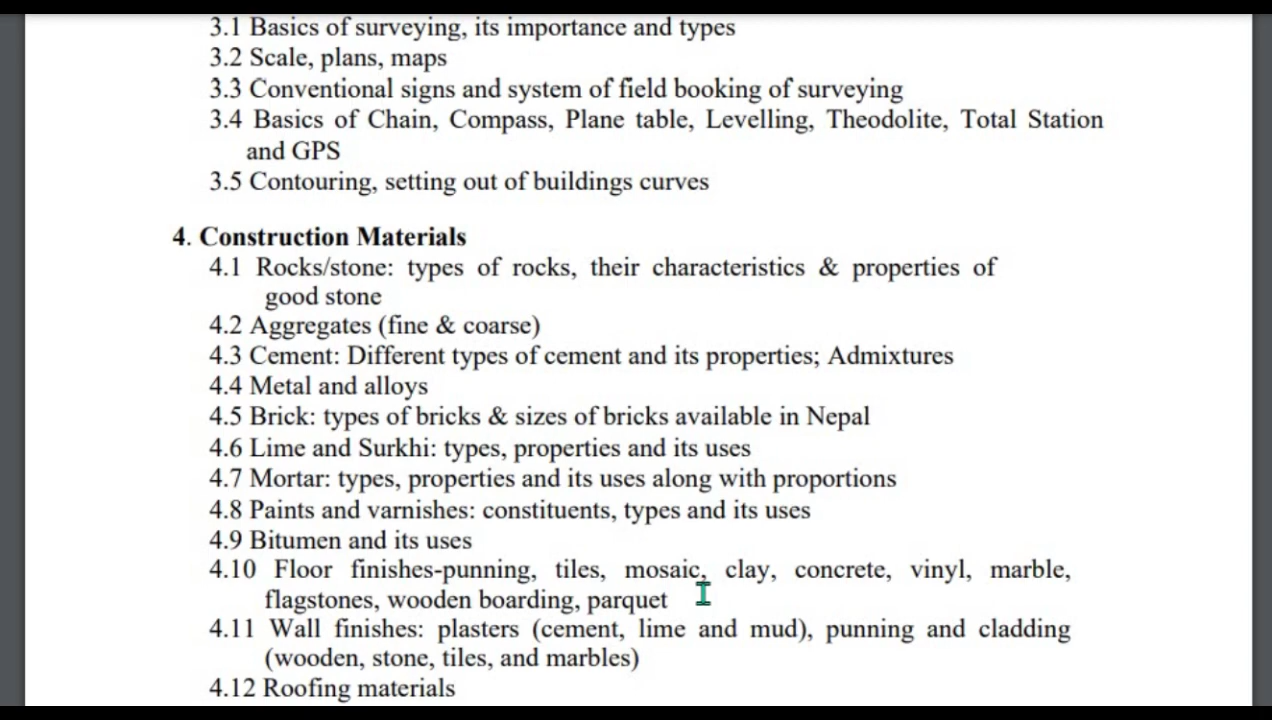 3.1 Basics of surveying, its importance and types
3.2 Scale, plans, maps
3.3 Conventional signs and system of field booking of surveying
3.4 Basics of Chain, Compass, Plane table, Levelling, Theodolite, Total Station
and GPS
3.5 Contouring, setting out of buildings curves
4. Construction Materials
4.1 Rocks/stone: types of rocks, their characteristics & properties of
good stone
4.2 Aggregates (fine & coarse)
4.3 Cement: Different types of cement and its properties; Admixtures
4.4 Metal and alloys
4.5 Brick: types of bricks & sizes of bricks available in Nepal
4.6 Lime and Surkhi: types, properties and its uses
4.7 Mortar: types, properties and its uses along with proportions
4.8 Paints and varnishes: constituents, types and its uses
4.9 Bitumen and its uses
4.10 Floor finishes-punning, tiles, mosaic, clay, concrete, vinyl, marble,
flagstones, wooden boarding, parquet
4.11 Wall finishes: plasters (cement, lime and mud), punning and cladding
(wooden, stone, tiles, and marbles)
4.12 Roofing materials